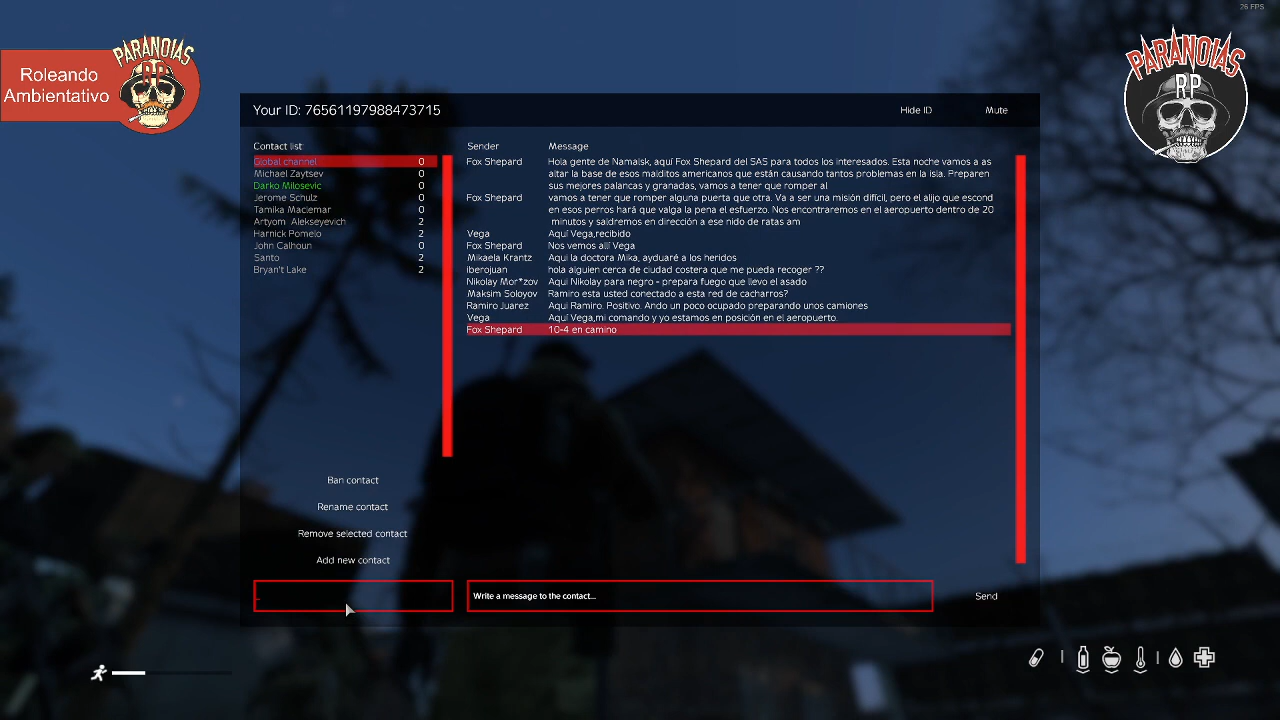 26 FPS
PARANOIAS
RP
Roleando
Ambientativo
PARANOIAS
RP
Your ID: 76561197988473715
Hide ID
Mute
Contact list:
Global channel 0
Michael Zaytsev 0
Darko Milosevic 0
Jerome Schulz 0
Tamika Maclemar 0
Artyom Alekseyevich 2
Harnick Pomelo 2
John Calhoun 0
Santo 2
Bryan't Lake 2
Sender Message
Fox Shepard Hola gente de Namalsk, aquí Fox Shepard del SAS para todos los interesados. Esta noche vamos a as
altar la base de esos malditos americanos que están causando tantos problemas en la isla. Preparen
sus mejores palancas y granadas, vamos a tener que romper al
Fox Shepard vamos a tener que romper alguna puerta que otra. Va a ser una misión difícil, pero el alijo que escond
en esos perros hará que valga la pena el esfuerzo. Nos encontraremos en el aeropuerto dentro de 20
minutos y saldremos en dirección a ese nido de ratas am
Vega Aquí Vega,recibido
Fox Shepard Nos vemos allí Vega
Mikaela Krantz Aqui la doctora Mika, ayduaré a los heridos
iberojuan hola alguien cerca de ciudad costera que me pueda recoger ??
Nikolay Mor*zov Aqui Nikolay para negro - prepara fuego que llevo el asado
Maksim Soloyov Ramiro esta usted conectado a esta red de cacharros?
Ramiro Juarez Aqui Ramiro. Positivo. Ando un poco ocupado preparando unos camiones
Vega Aquí Vega,mi comando y yo estamos en posición en el aeropuerto.
Fox Shepard 10-4 en camino
Ban contact
Rename contact
Remove selected contact
Add new contact
Write a message to the contact...
Send